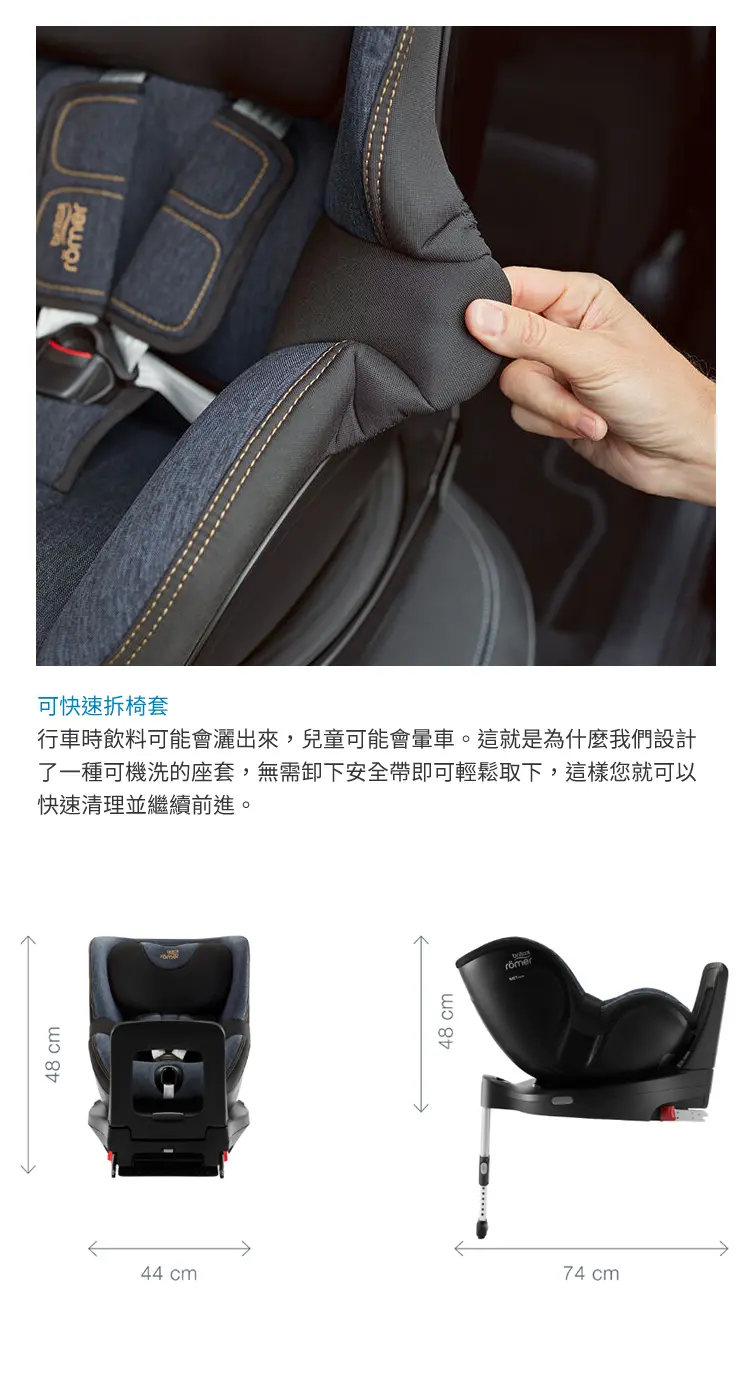 britax
römer
可快速拆椅套
行車時飲料可能會灑出來，兒童可能會暈車。這就是為什麼我們設計
了一種可機洗的座套，無需卸下安全帶即可輕鬆取下，這樣您就可以
快速清理並繼續前進。
britax
römer
britax
römer
48 cm
48 cm
44 cm
74 cm